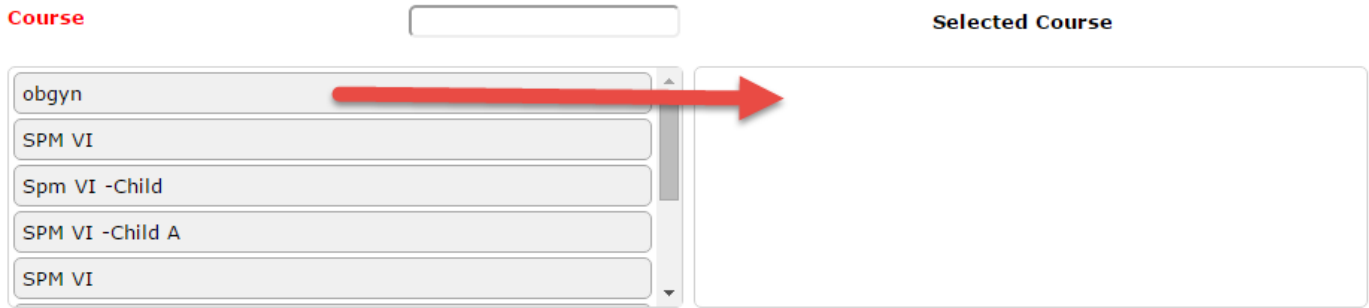 Course
Selected Course
obgyn
SPM VI
Spm VI -Child
SPM VI -Child A
SPM VI